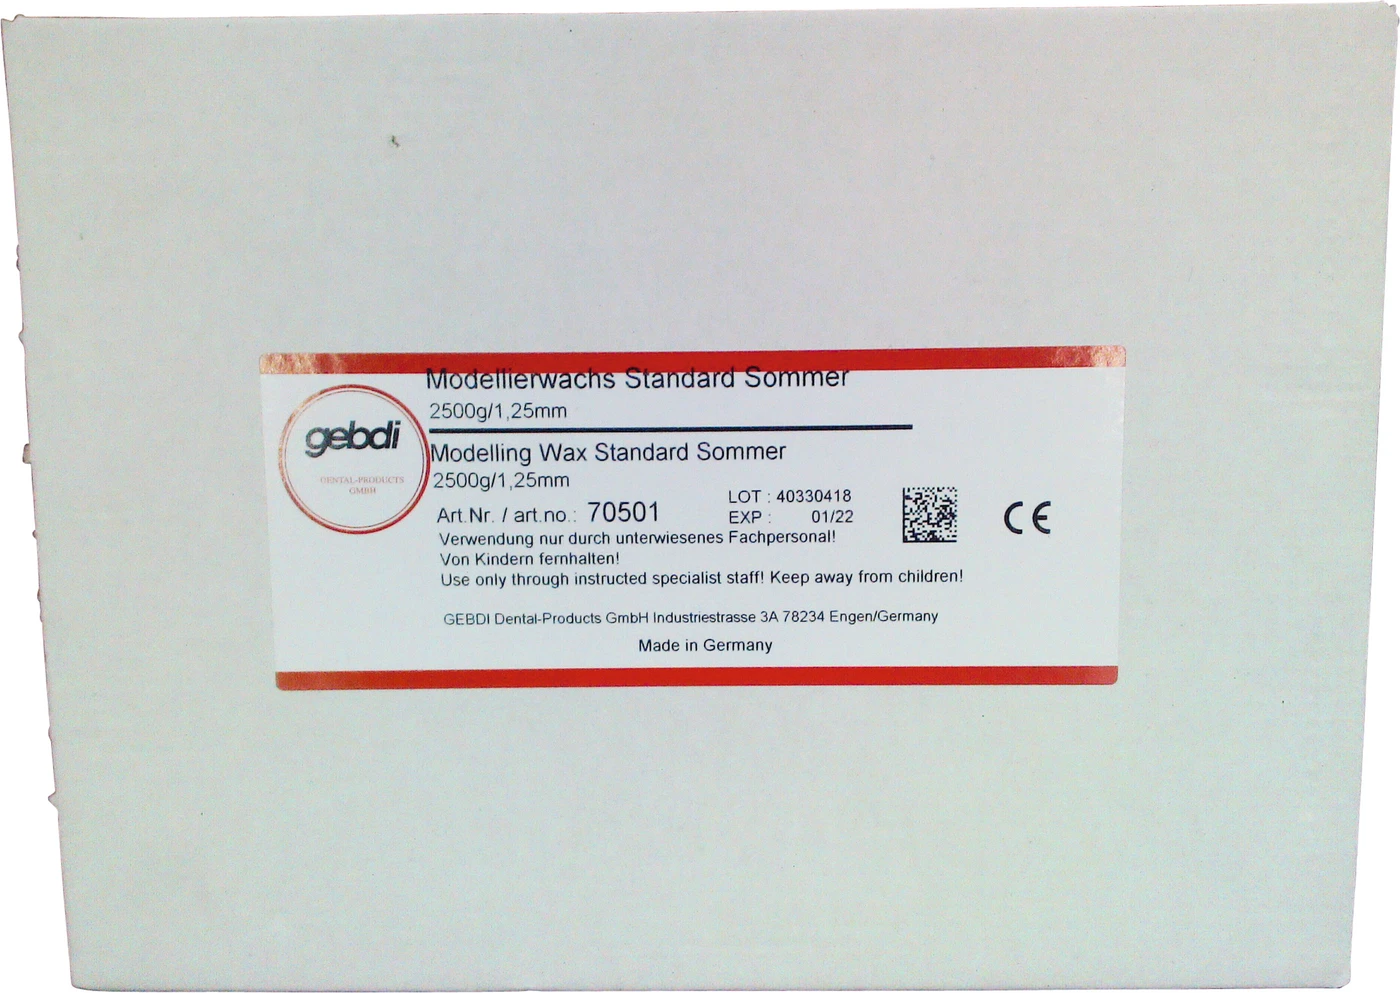 Modellierwachs Standard Sommer
2500g/1,25mm
gebdi
DENTAL-PRODUCTS
GMBH
Modelling Wax Standard Sommer
2500g/1,25mm
Art.Nr. / art.no.: 70501
LOT : 40330418
EXP : 01/22
CE
Verwendung nur durch unterwiesenes Fachpersonal!
Von Kindern fernhalten!
Use only through instructed specialist staff! Keep away from children!
GEBDI Dental-Products GmbH Industriestrasse 3A 78234 Engen/Germany
Made in Germany